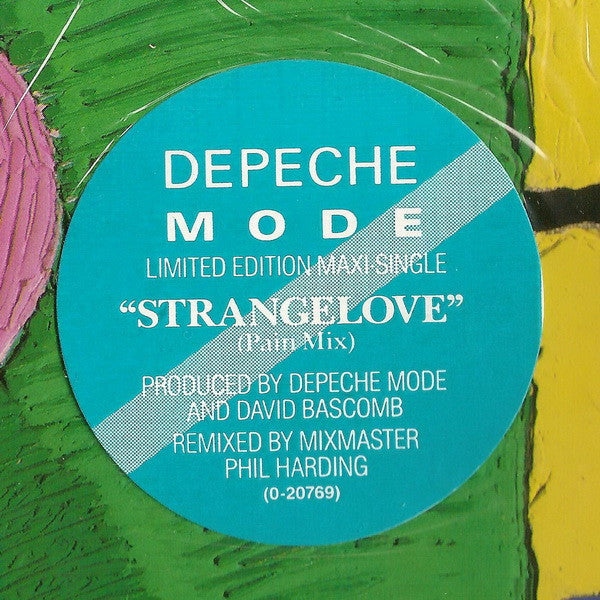 DEPECHE
MODE
LIMITED EDITION MAXI-SINGLE
“STRANGELOVE”
(Pain Mix)
PRODUCED BY DEPECHE MODE
AND DAVID BASCOMB
REMIXED BY MIXMASTER
PHIL HARDING
(0-20769)